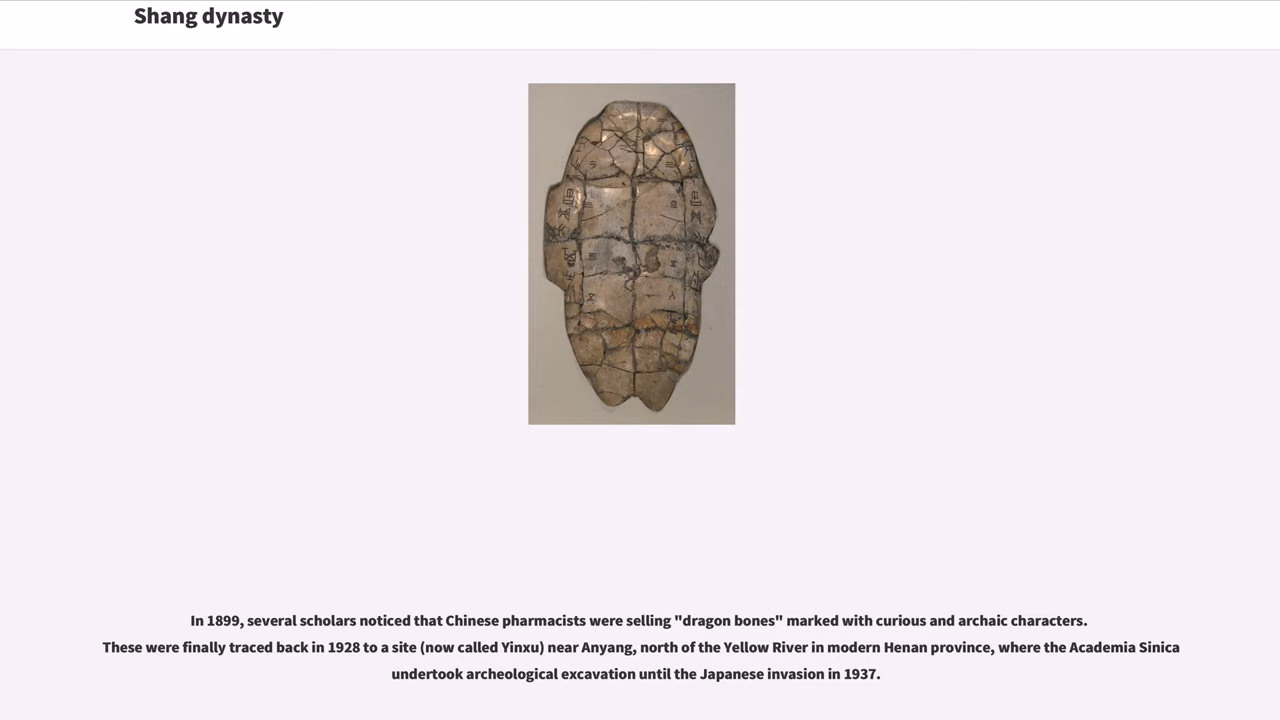 Shang dynasty
In 1899, several scholars noticed that Chinese pharmacists were selling "dragon bones" marked with curious and archaic characters.
These were finally traced back in 1928 to a site (now called Yinxu) near Anyang, north of the Yellow River in modern Henan province, where the Academia Sinica
undertook archeological excavation until the Japanese invasion in 1937.